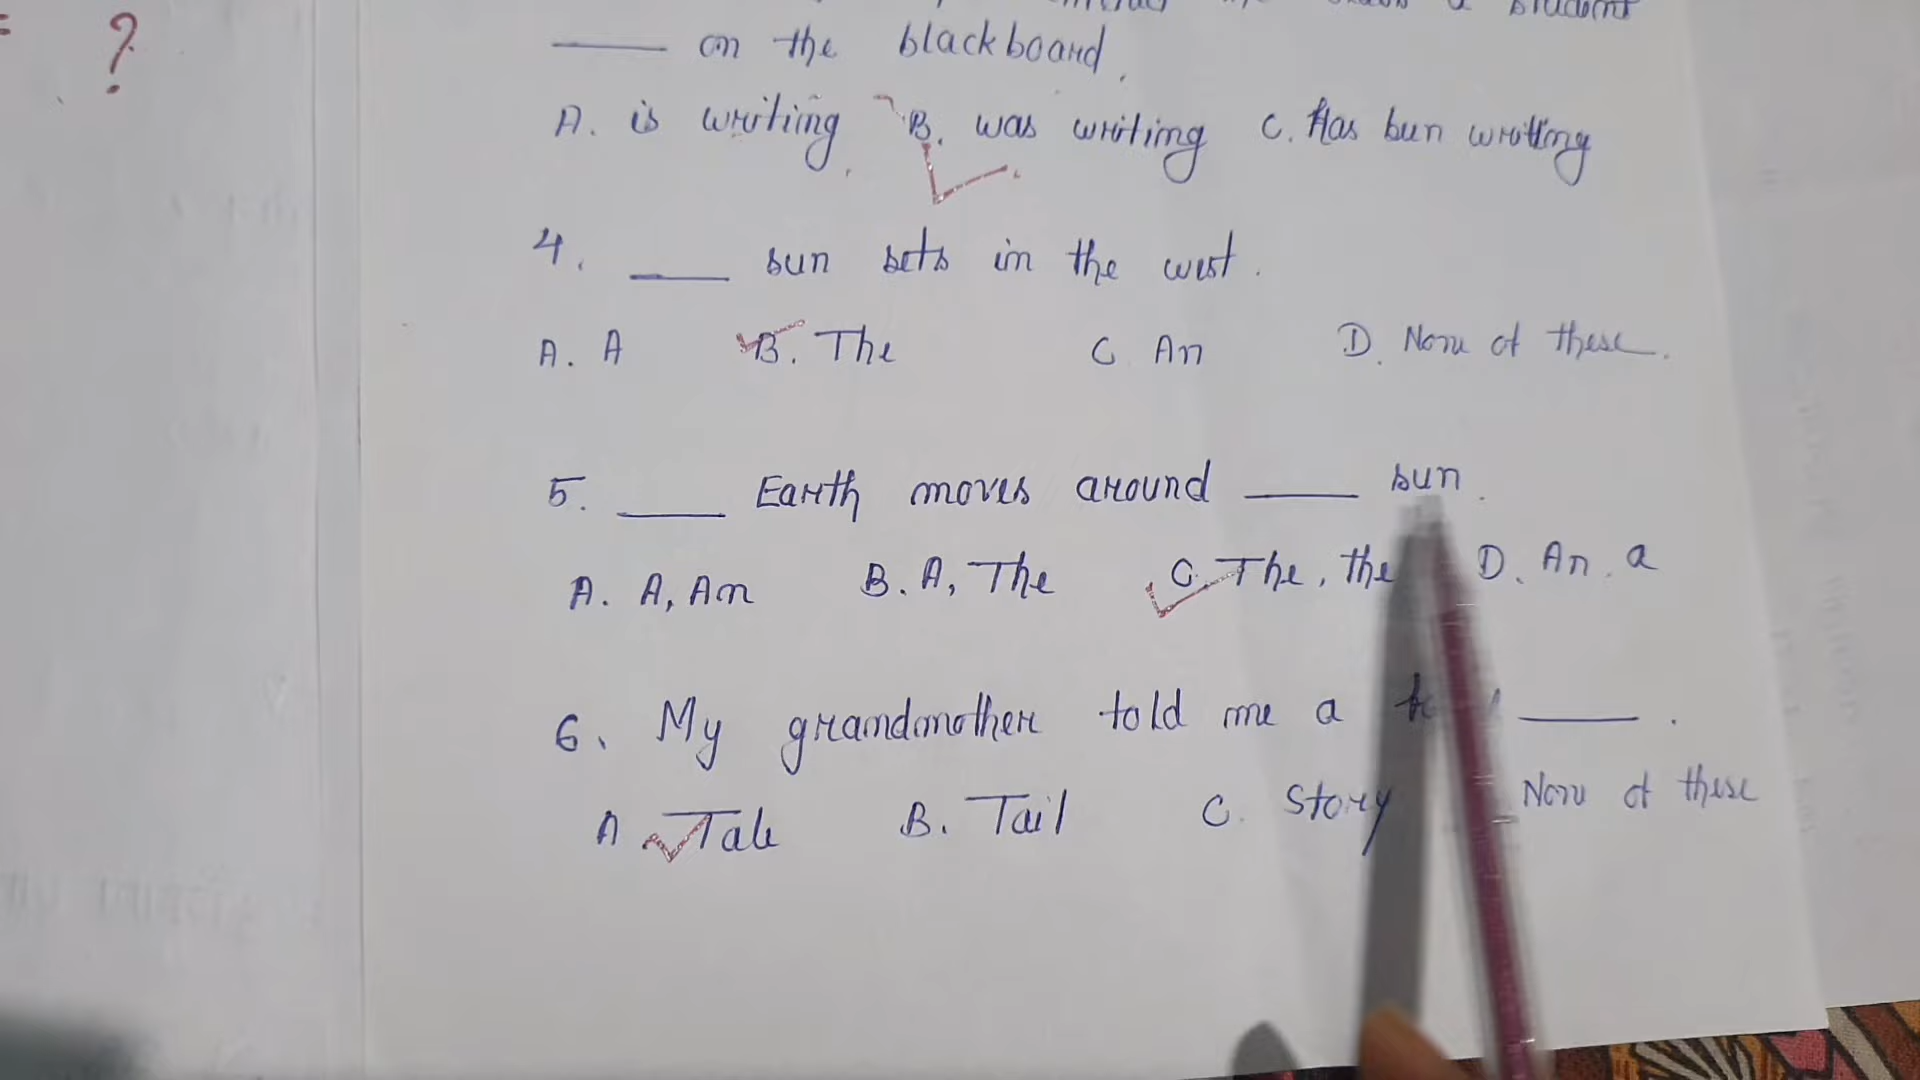 ?
a student
____ on the blackboard.
A. is writing B. was writing C. Has been writing
4. ____ sun sets in the west.
A. A B. The C. An D. None of these.
5. ____ Earth moves around ____ sun.
A. A, An B. A, The C. The, the D. An, a
6. My grandmother told me a ____.
A Tale B. Tail C. Story None of these